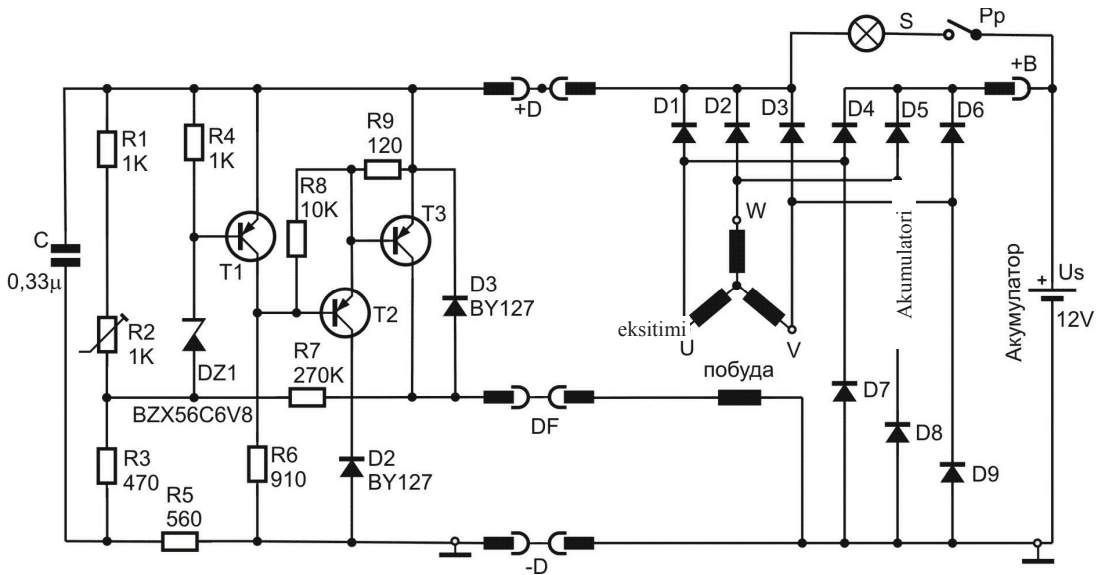 S
Pp
+B
+D
D1
D2
D3
D4
D5
D6
R1
1K
R4
1K
R9
120
R8
10K
T3
T1
C
0,33μ
W
D3
BY127
R2
1K
T2
eksitimi
U
V
Akumulatori
Акумулатор
+
Us
12V
DZ1
BZX56C6V8
R7
270K
DF
побуда
D7
D8
D9
R3
470
R6
910
D2
BY127
R5
560
-D